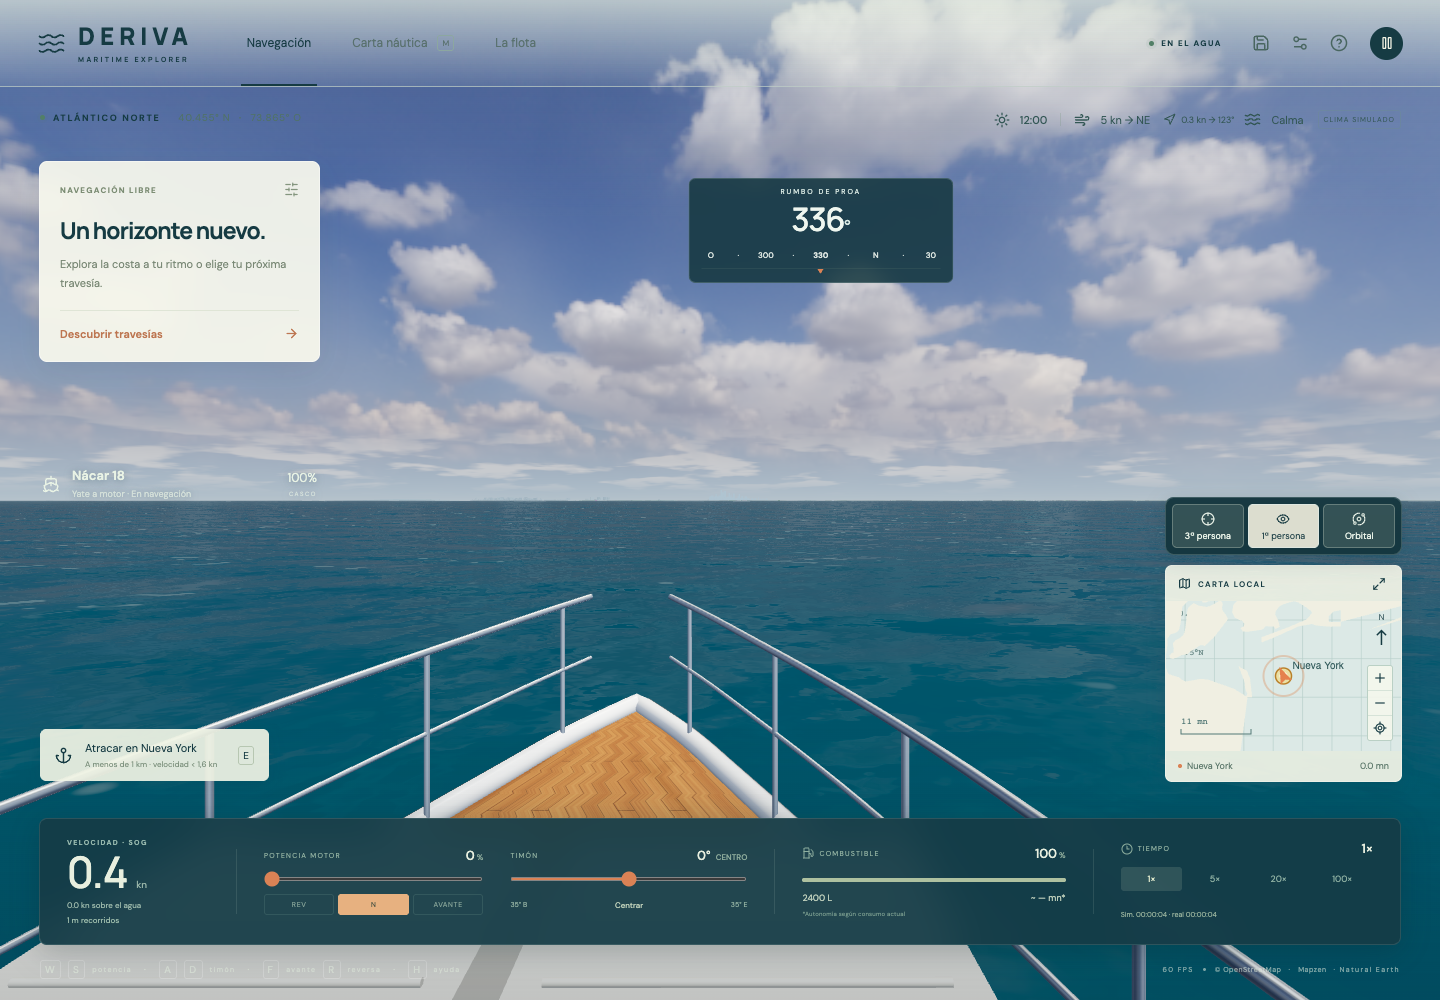 DERIVA
MARITIME EXPLORER
Navegación
Carta náutica M
La flota
EN EL AGUA
ATLÁNTICO NORTE
12:00
5 kn → NE
0.3 kn → 123°
Calma
CLIMA SIMULADO
NAVEGACIÓN LIBRE
Un horizonte nuevo.
Explora la costa a tu ritmo o elige tu próxima
travesía.
Descubrir travesías →
RUMBO DE PROA
336°
O · 300 · 330 · N · 30
Nácar 18
Yate a motor · En navegación
100%
CASCO
3ª persona
1ª persona
Orbital
CARTA LOCAL
N
Nueva York
11 mn
Nueva York
0.0 mn
Atracar en Nueva York
A menos de 1 km · velocidad < 1,6 kn
E
VELOCIDAD · SOG
0.4 kn
0.0 kn sobre el agua
1 m recorridos
POTENCIA MOTOR
0 %
REV
N
AVANTE
TIMÓN
0° CENTRO
35° B
Centrar
35° E
COMBUSTIBLE
100 %
2400 L
~ — mn*
*Autonomía según consumo actual
TIEMPO
1×
1×
5×
20×
100×
Sim. 00:00:04 · real 00:00:04
W S potencia · A D timón · F avante R reversa · H ayuda
60 FPS • © OpenStreetMap · Mapzen · Natural Earth